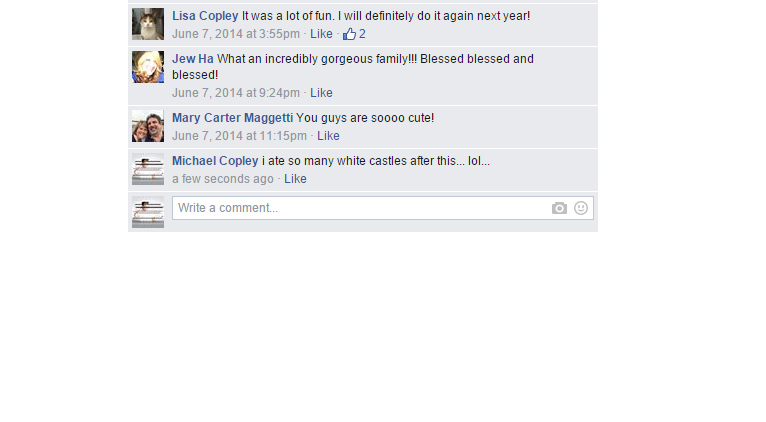 Lisa Copley It was a lot of fun. I will definitely do it again next year!
June 7, 2014 at 3:55pm · Like · 2
Jew Ha What an incredibly gorgeous family!!! Blessed blessed and
blessed!
June 7, 2014 at 9:24pm · Like
Mary Carter Maggetti You guys are soooo cute!
June 7, 2014 at 11:15pm · Like
Michael Copley i ate so many white castles after this... lol...
a few seconds ago · Like
Write a comment...